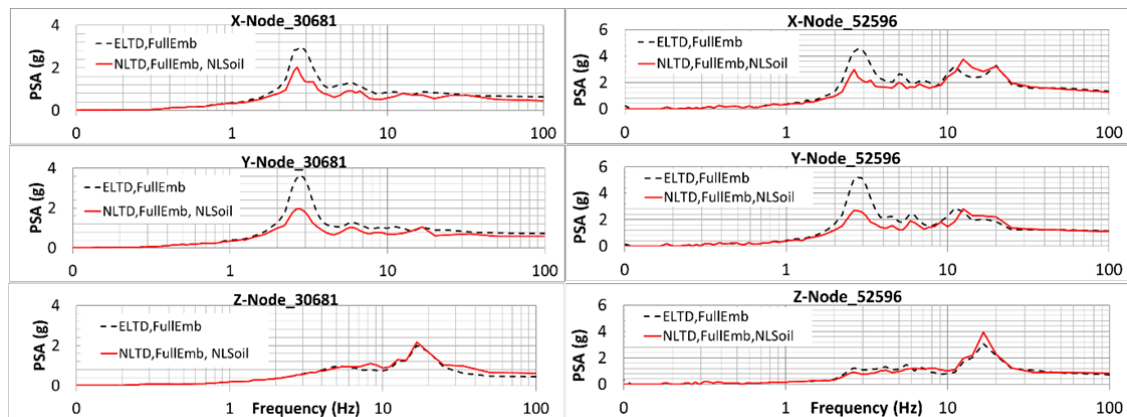 X-Node_30681
PSA (g)
4
2
0
ELTD,FullEmb
NLTD,FullEmb, NLSoil
0 1 10 100
X-Node_52596
PSA (g)
6
4
2
0
ELTD,FullEmb
NLTD,FullEmb,NLSoil
0 1 10 100
Y-Node_30681
PSA (g)
4
2
0
ELTD,FullEmb
NLTD,FullEmb, NLSoil
0 1 10 100
Y-Node_52596
PSA (g)
6
4
2
0
ELTD,FullEmb
NLTD,FullEmb,NLSoil
0 1 10 100
Z-Node_30681
PSA (g)
4
2
0
ELTD,FullEmb
NLTD,FullEmb, NLSoil
0 1 Frequency (Hz) 10 100
Z-Node_52596
PSA (g)
6
4
2
0
ELTD,FullEmb
NLTD,FullEmb,NLSoil
0 1 Frequency (Hz) 10 100